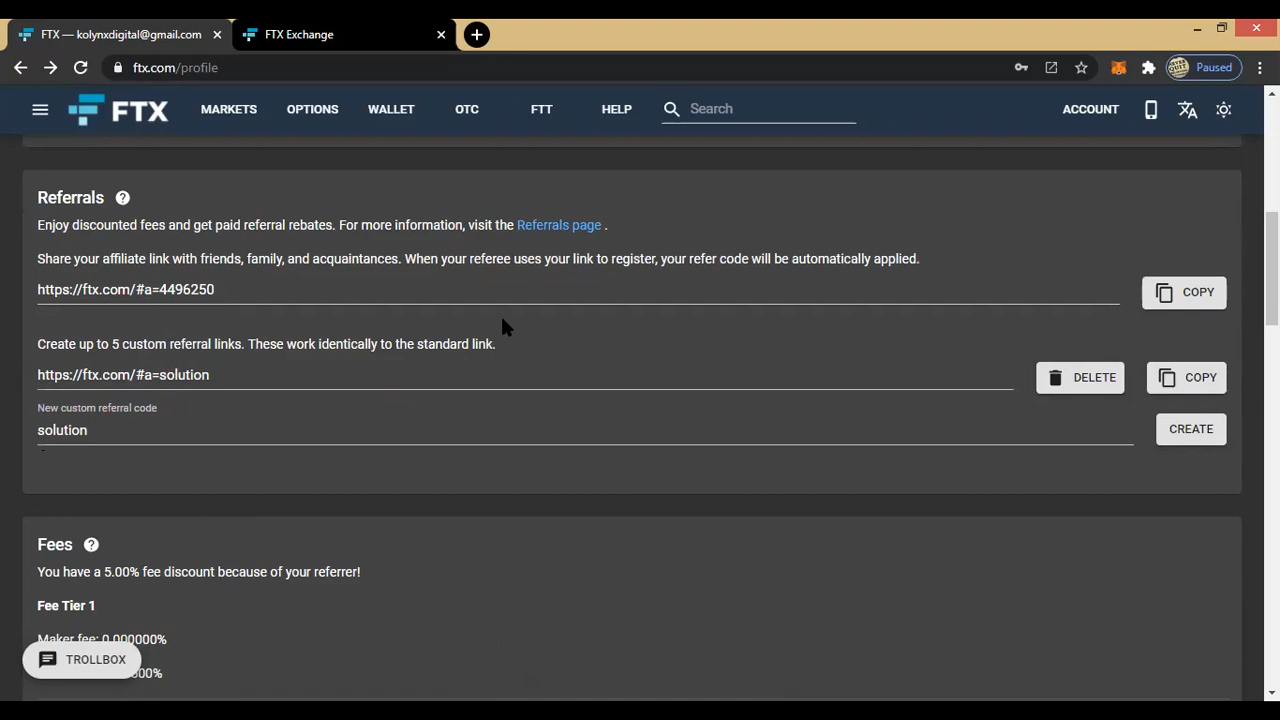 FTX — kolynxdigital@gmail.com
FTX Exchange
ftx.com/profile
Paused
FTX
MARKETS
OPTIONS
WALLET
OTC
FTT
HELP
Search
ACCOUNT
Referrals
Enjoy discounted fees and get paid referral rebates. For more information, visit the Referrals page .
Share your affiliate link with friends, family, and acquaintances. When your referee uses your link to register, your refer code will be automatically applied.
https://ftx.com/#a=4496250
COPY
Create up to 5 custom referral links. These work identically to the standard link.
https://ftx.com/#a=solution
DELETE
COPY
New custom referral code
solution
CREATE
Fees
You have a 5.00% fee discount because of your referrer!
Fee Tier 1
Maker fee: 0.000000%
TROLLBOX